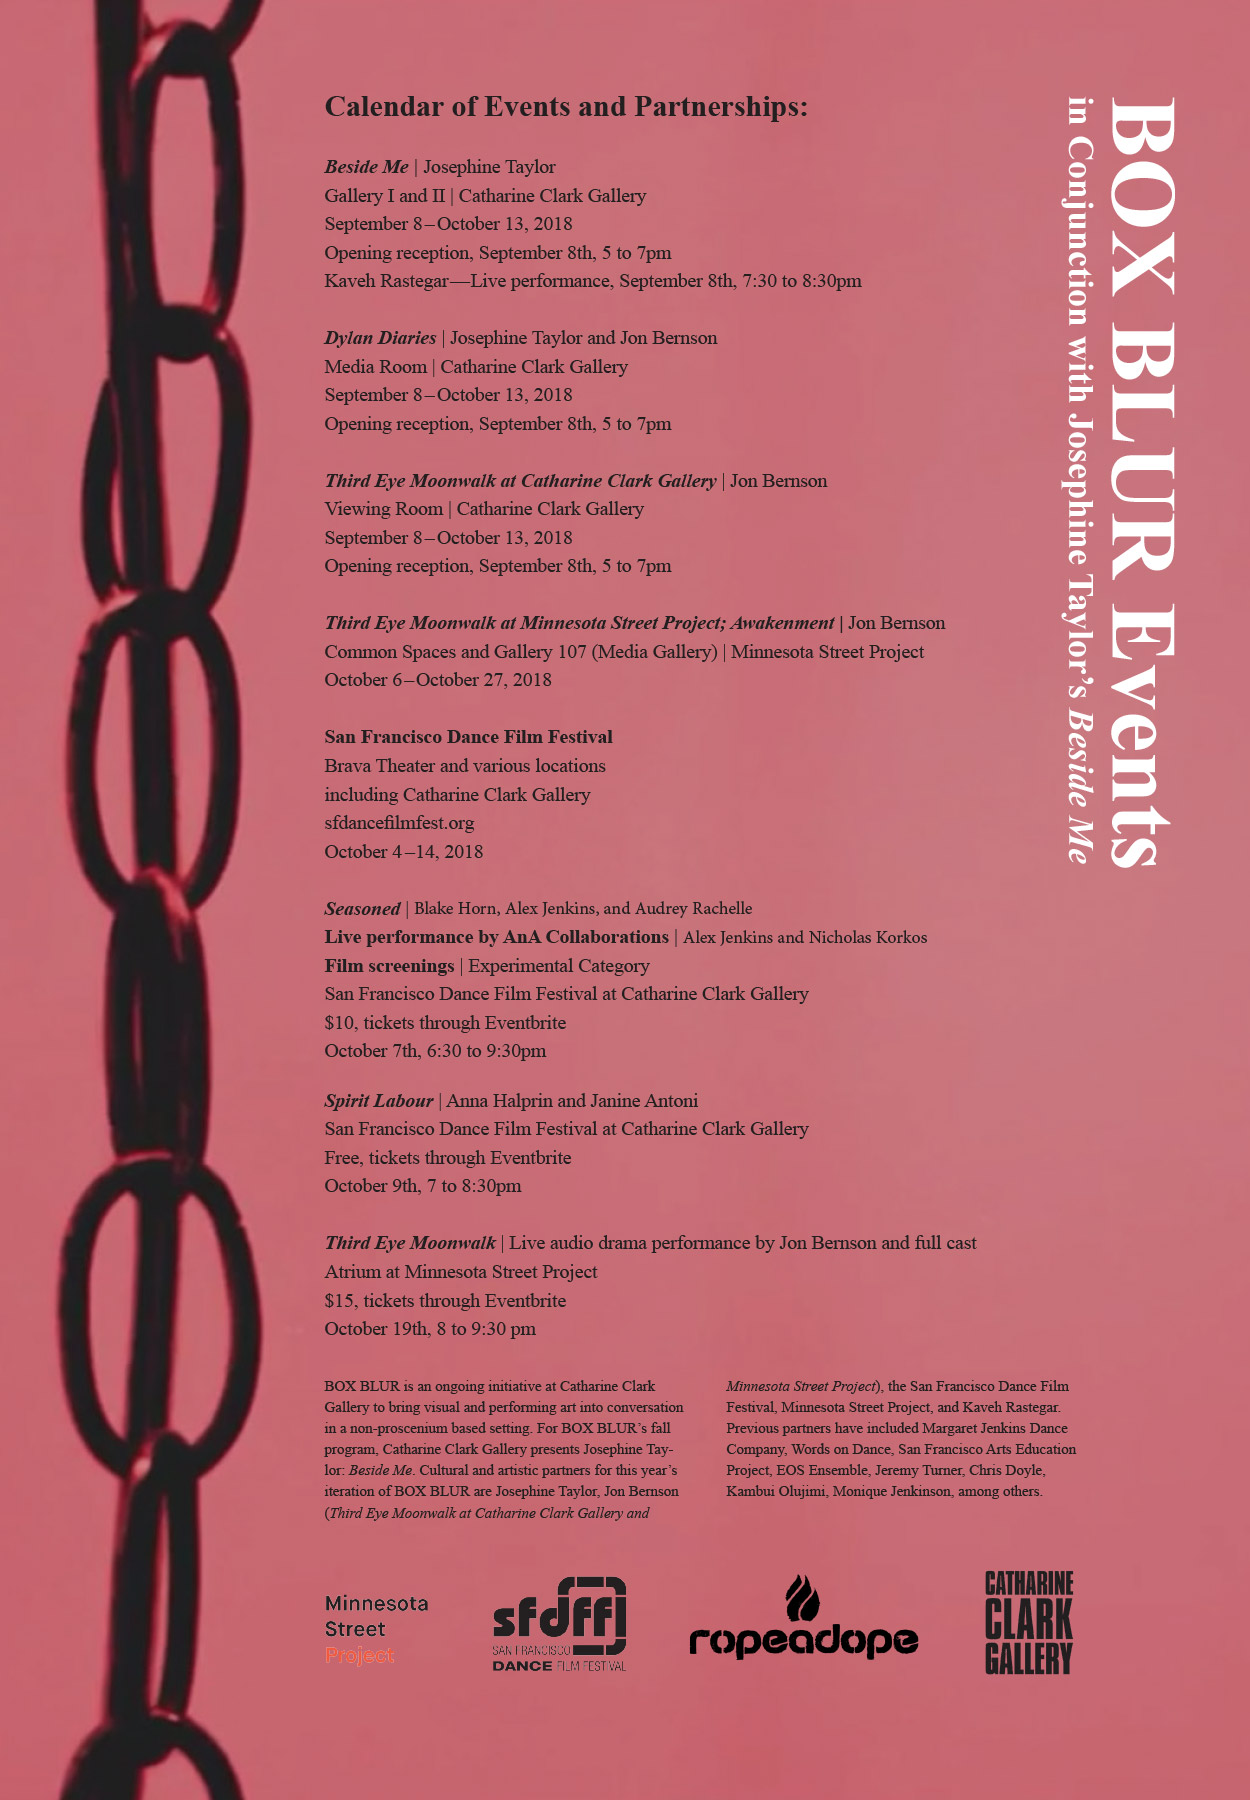 BOX BLUR Events
in Conjunction with Josephine Taylor’s Beside Me
Calendar of Events and Partnerships:
Beside Me | Josephine Taylor
Gallery I and II | Catharine Clark Gallery
September 8–October 13, 2018
Opening reception, September 8th, 5 to 7pm
Kaveh Rastegar—Live performance, September 8th, 7:30 to 8:30pm
Dylan Diaries | Josephine Taylor and Jon Bernson
Media Room | Catharine Clark Gallery
September 8–October 13, 2018
Opening reception, September 8th, 5 to 7pm
Third Eye Moonwalk at Catharine Clark Gallery | Jon Bernson
Viewing Room | Catharine Clark Gallery
September 8–October 13, 2018
Opening reception, September 8th, 5 to 7pm
Third Eye Moonwalk at Minnesota Street Project; Awakenment | Jon Bernson
Common Spaces and Gallery 107 (Media Gallery) | Minnesota Street Project
October 6–October 27, 2018
San Francisco Dance Film Festival
Brava Theater and various locations
including Catharine Clark Gallery
sfdancefilmfest.org
October 4–14, 2018
Seasoned | Blake Horn, Alex Jenkins, and Audrey Rachelle
Live performance by AnA Collaborations | Alex Jenkins and Nicholas Korkos
Film screenings | Experimental Category
San Francisco Dance Film Festival at Catharine Clark Gallery
$10, tickets through Eventbrite
October 7th, 6:30 to 9:30pm
Spirit Labour | Anna Halprin and Janine Antoni
San Francisco Dance Film Festival at Catharine Clark Gallery
Free, tickets through Eventbrite
October 9th, 7 to 8:30pm
Third Eye Moonwalk | Live audio drama performance by Jon Bernson and full cast
Atrium at Minnesota Street Project
$15, tickets through Eventbrite
October 19th, 8 to 9:30 pm
BOX BLUR is an ongoing initiative at Catharine Clark
Gallery to bring visual and performing art into conversation
in a non-proscenium based setting. For BOX BLUR’s fall
program, Catharine Clark Gallery presents Josephine Tay-
lor: Beside Me. Cultural and artistic partners for this year’s
iteration of BOX BLUR are Josephine Taylor, Jon Bernson
(Third Eye Moonwalk at Catharine Clark Gallery and
Minnesota Street Project), the San Francisco Dance Film
Festival, Minnesota Street Project, and Kaveh Rastegar.
Previous partners have included Margaret Jenkins Dance
Company, Words on Dance, San Francisco Arts Education
Project, EOS Ensemble, Jeremy Turner, Chris Doyle,
Kambui Olujimi, Monique Jenkinson, among others.
Minnesota
Street
Project
sfdff
SAN FRANCISCO
DANCE FILM FESTIVAL
ropeadope
CATHARINE
CLARK
GALLERY